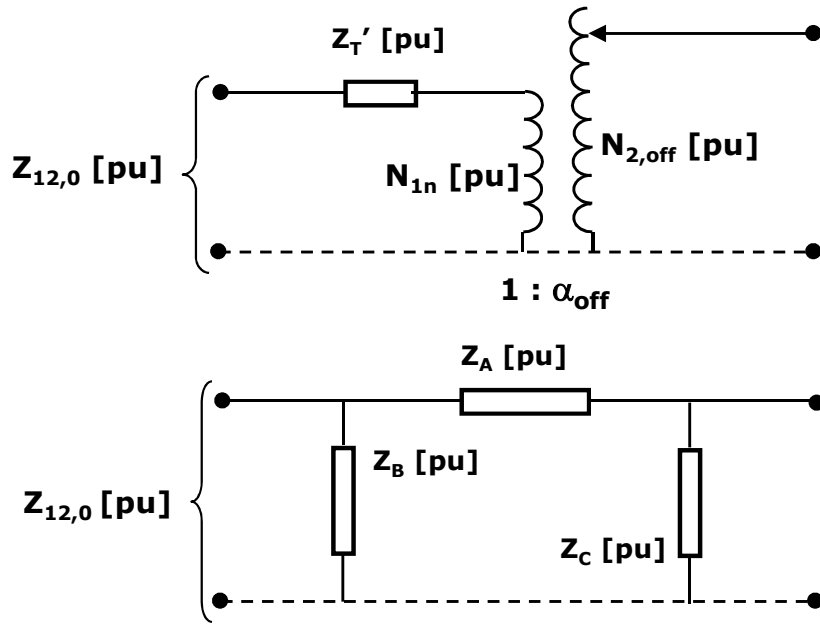 Z_T' [pu]
Z_12,0 [pu]
N_1n [pu]
N_2,off [pu]
1 : α_off
Z_A [pu]
Z_B [pu]
Z_12,0 [pu]
Z_C [pu]